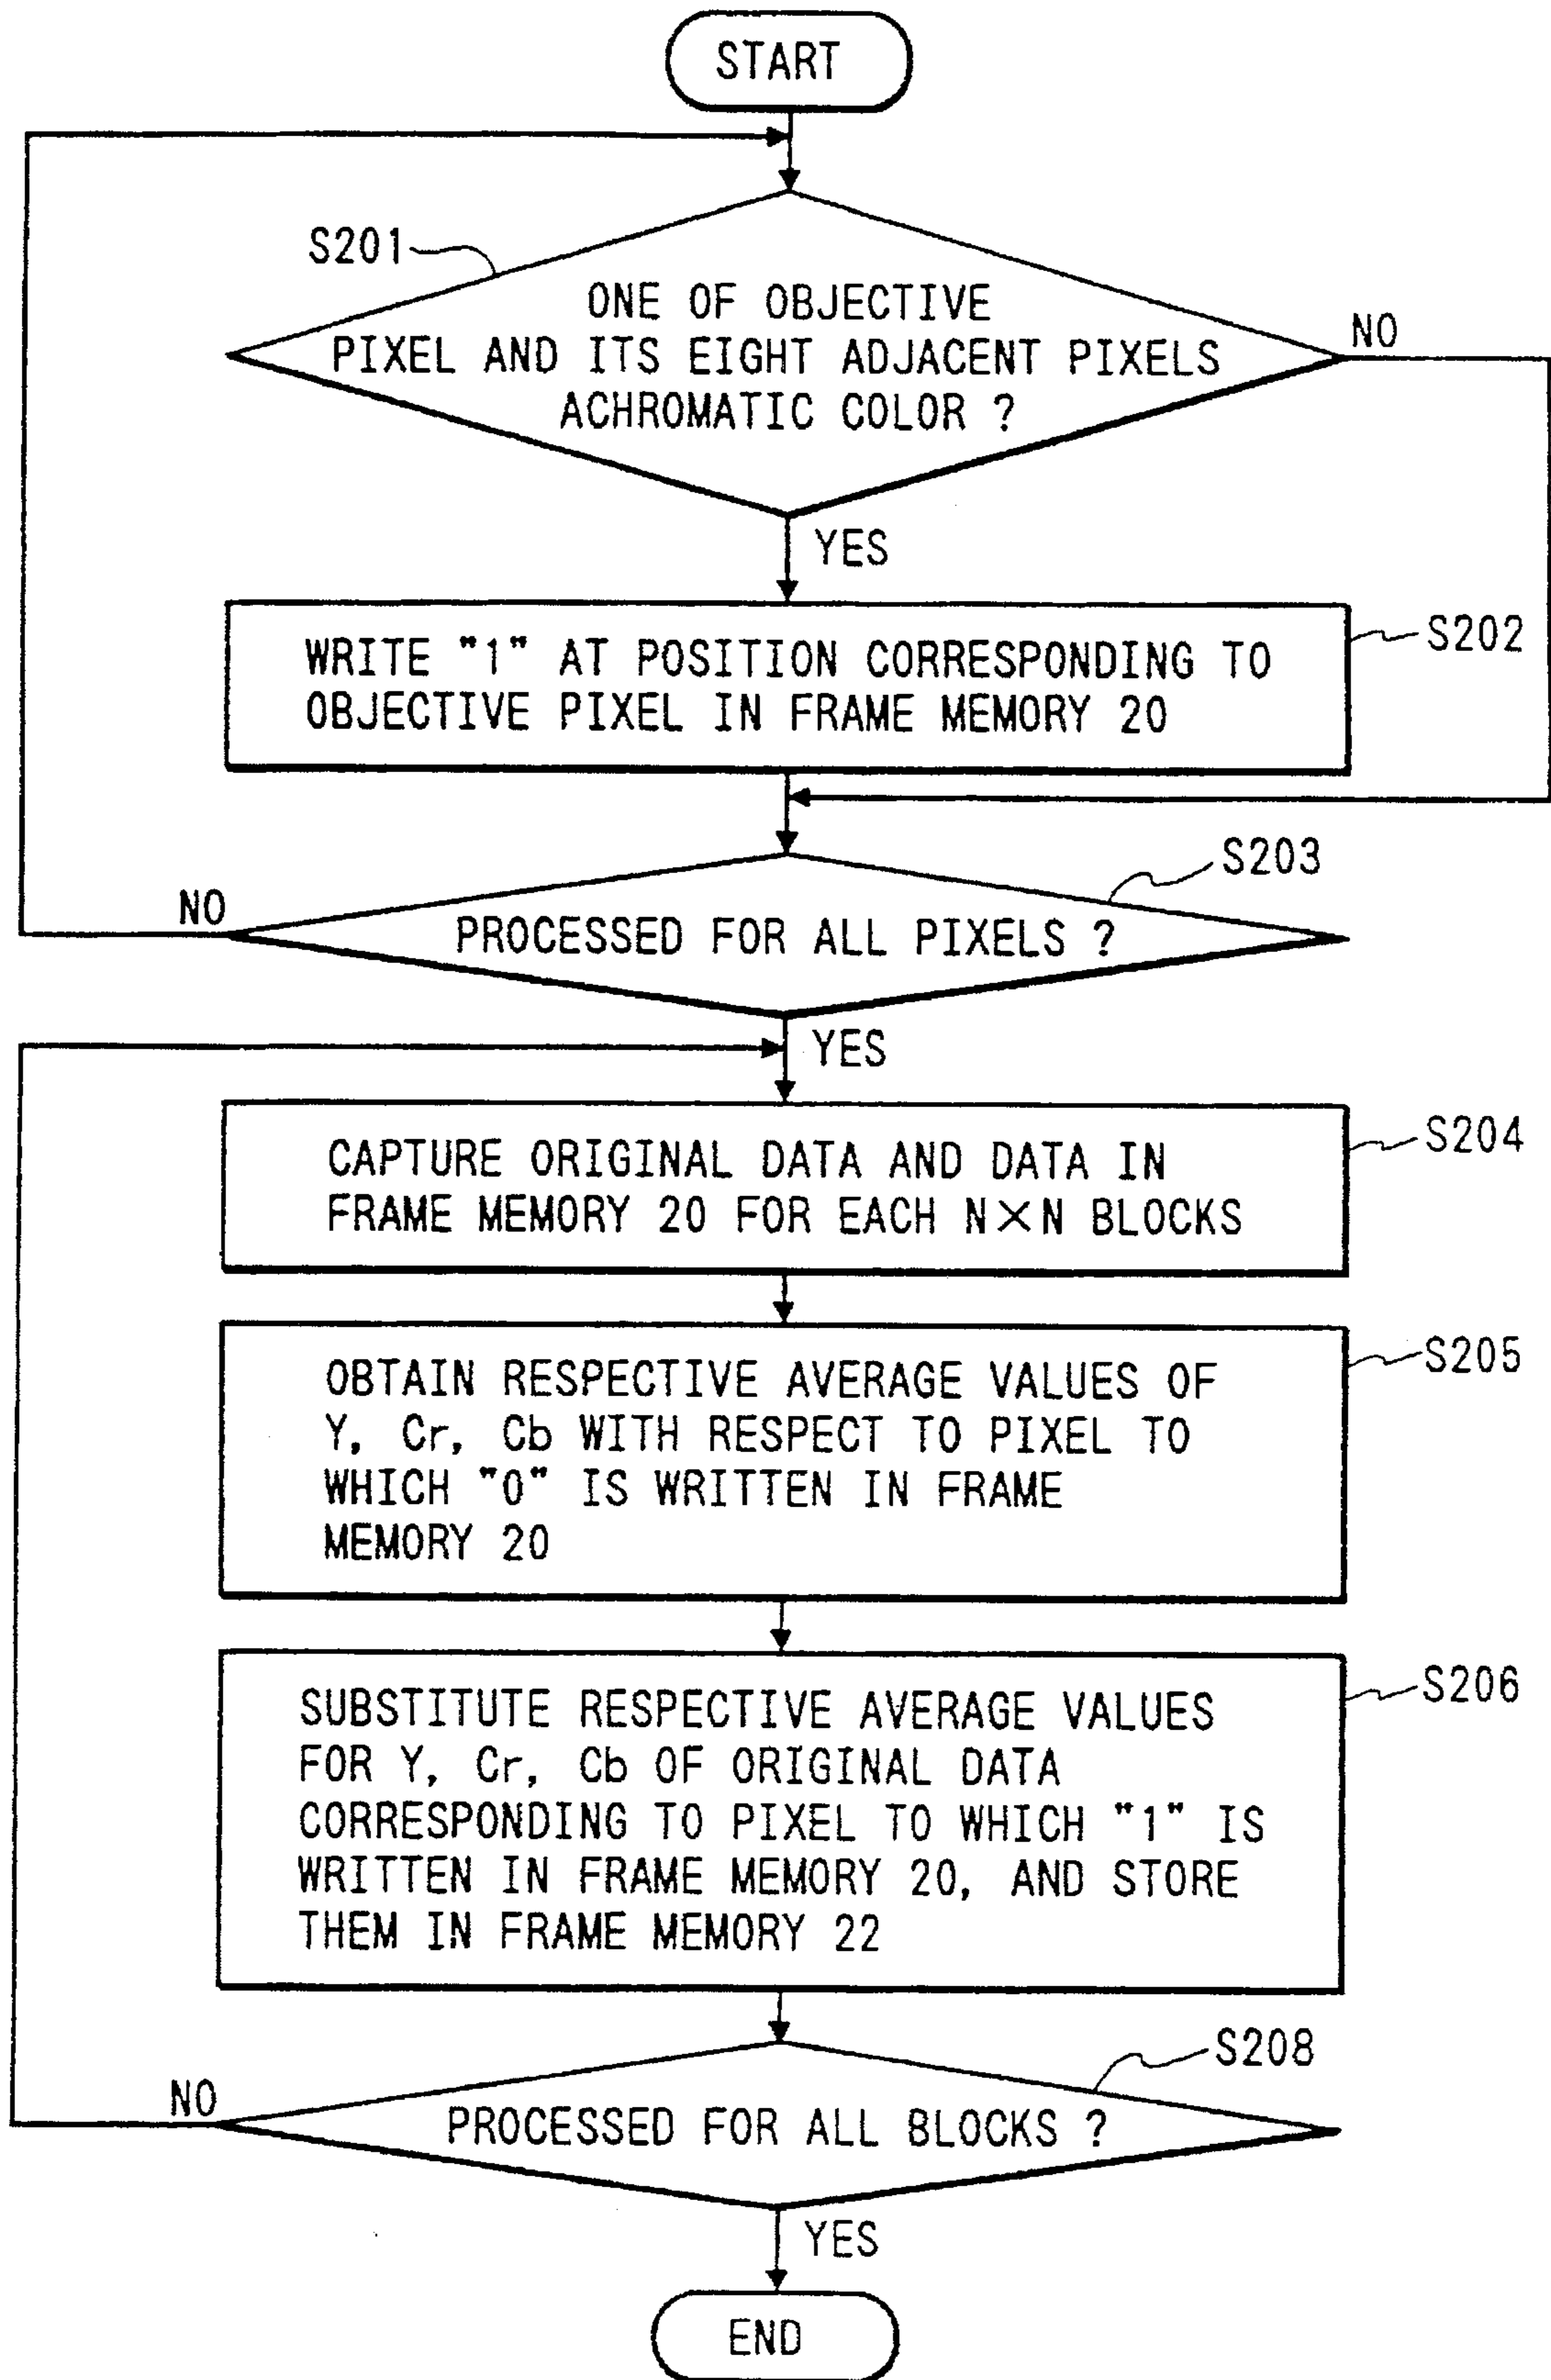 START
S201
ONE OF OBJECTIVE
PIXEL AND ITS EIGHT ADJACENT PIXELS
ACHROMATIC COLOR ?
NO
YES
S202
WRITE "1" AT POSITION CORRESPONDING TO
OBJECTIVE PIXEL IN FRAME MEMORY 20
S203
NO
PROCESSED FOR ALL PIXELS ?
YES
S204
CAPTURE ORIGINAL DATA AND DATA IN
FRAME MEMORY 20 FOR EACH N×N BLOCKS
S205
OBTAIN RESPECTIVE AVERAGE VALUES OF
Y, Cr, Cb WITH RESPECT TO PIXEL TO
WHICH "0" IS WRITTEN IN FRAME
MEMORY 20
S206
SUBSTITUTE RESPECTIVE AVERAGE VALUES
FOR Y, Cr, Cb OF ORIGINAL DATA
CORRESPONDING TO PIXEL TO WHICH "1" IS
WRITTEN IN FRAME MEMORY 20, AND STORE
THEM IN FRAME MEMORY 22
S208
NO
PROCESSED FOR ALL BLOCKS ?
YES
END